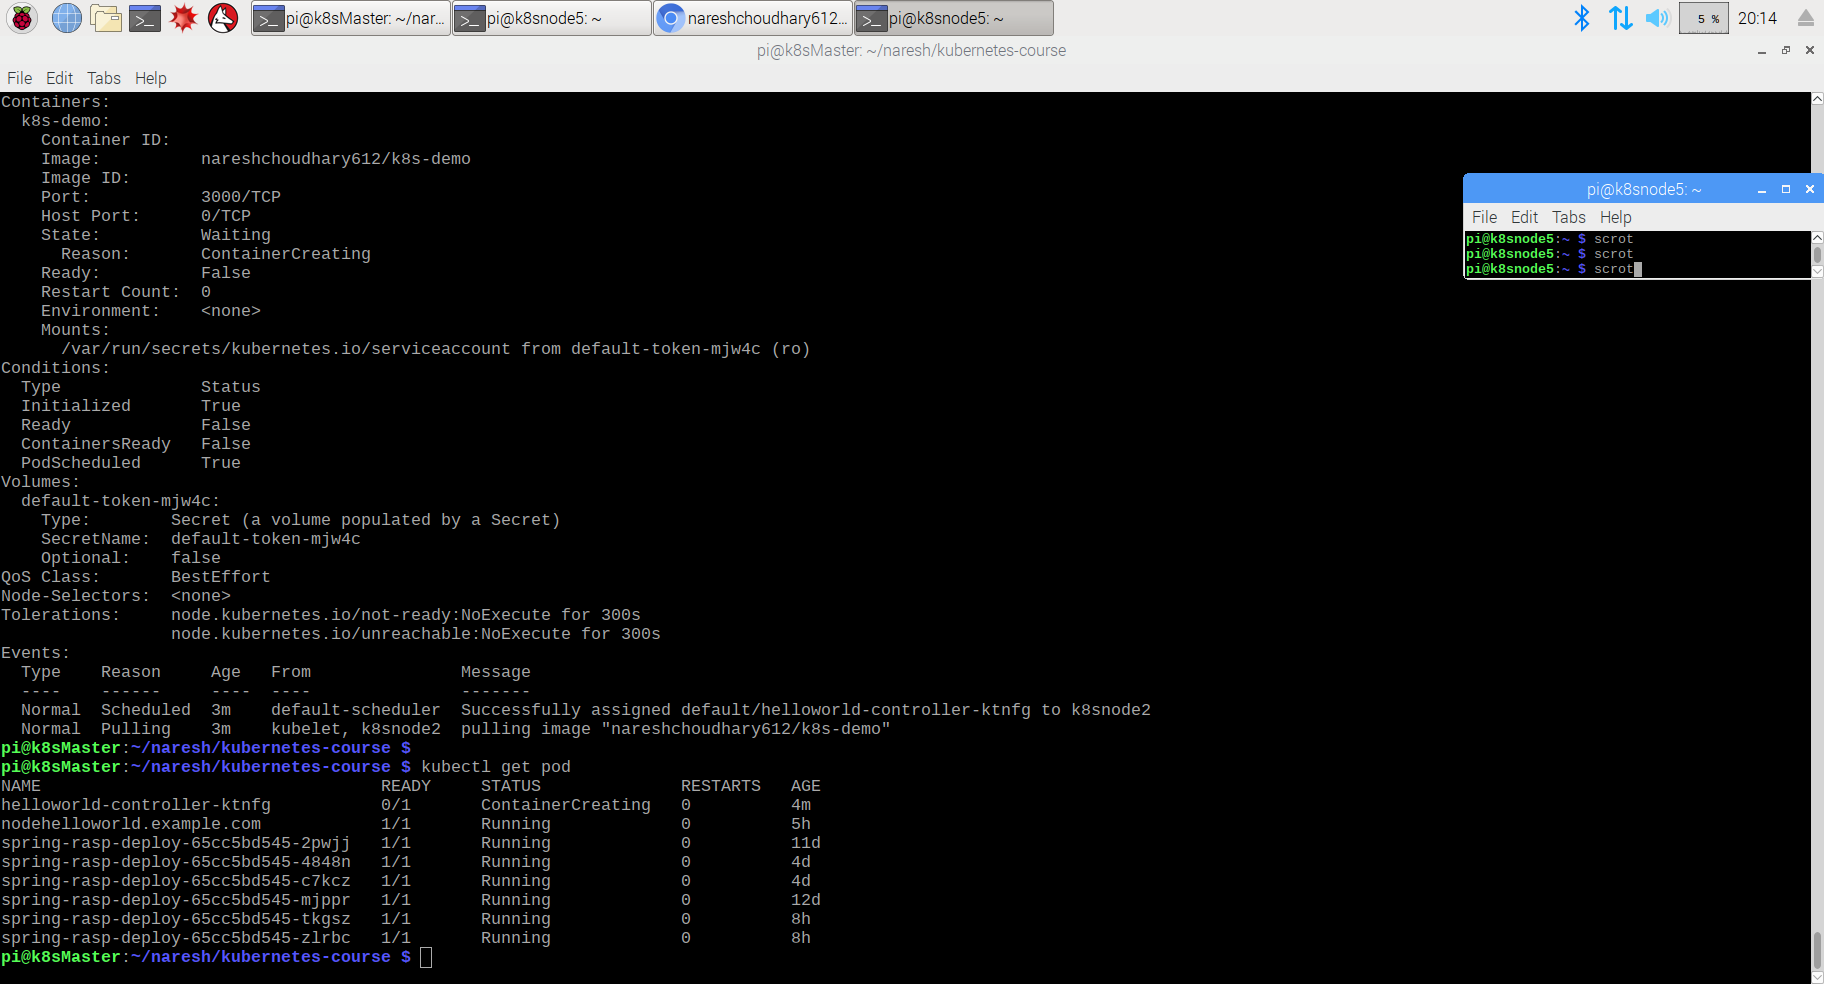 pi@k8sMaster: ~/nar...
pi@k8snode5: ~
nareshchoudhary612...
pi@k8snode5: ~
5 %
20:14
pi@k8sMaster: ~/naresh/kubernetes-course
File Edit Tabs Help
Containers:
  k8s-demo:
    Container ID:
    Image:          nareshchoudhary612/k8s-demo
    Image ID:
    Port:           3000/TCP
    Host Port:      0/TCP
    State:          Waiting
      Reason:       ContainerCreating
    Ready:          False
    Restart Count:  0
    Environment:    <none>
    Mounts:
      /var/run/secrets/kubernetes.io/serviceaccount from default-token-mjw4c (ro)
Conditions:
  Type              Status
  Initialized       True
  Ready             False
  ContainersReady   False
  PodScheduled      True
Volumes:
  default-token-mjw4c:
    Type:        Secret (a volume populated by a Secret)
    SecretName:  default-token-mjw4c
    Optional:    false
QoS Class:       BestEffort
Node-Selectors:  <none>
Tolerations:     node.kubernetes.io/not-ready:NoExecute for 300s
                 node.kubernetes.io/unreachable:NoExecute for 300s
Events:
  Type    Reason     Age   From               Message
  ----    ------     ----  ----               -------
  Normal  Scheduled  3m    default-scheduler  Successfully assigned default/helloworld-controller-ktnfg to k8snode2
  Normal  Pulling    3m    kubelet, k8snode2  pulling image "nareshchoudhary612/k8s-demo"
pi@k8sMaster:~/naresh/kubernetes-course $
pi@k8sMaster:~/naresh/kubernetes-course $ kubectl get pod
NAME                                  READY     STATUS              RESTARTS   AGE
helloworld-controller-ktnfg           0/1       ContainerCreating   0          4m
nodehelloworld.example.com            1/1       Running             0          5h
spring-rasp-deploy-65cc5bd545-2pwjj   1/1       Running             0          11d
spring-rasp-deploy-65cc5bd545-4848n   1/1       Running             0          4d
spring-rasp-deploy-65cc5bd545-c7kcz   1/1       Running             0          4d
spring-rasp-deploy-65cc5bd545-mjppr   1/1       Running             0          12d
spring-rasp-deploy-65cc5bd545-tkgsz   1/1       Running             0          8h
spring-rasp-deploy-65cc5bd545-zlrbc   1/1       Running             0          8h
pi@k8sMaster:~/naresh/kubernetes-course $
pi@k8snode5: ~
File Edit Tabs Help
pi@k8snode5:~ $ scrot
pi@k8snode5:~ $ scrot
pi@k8snode5:~ $ scrot